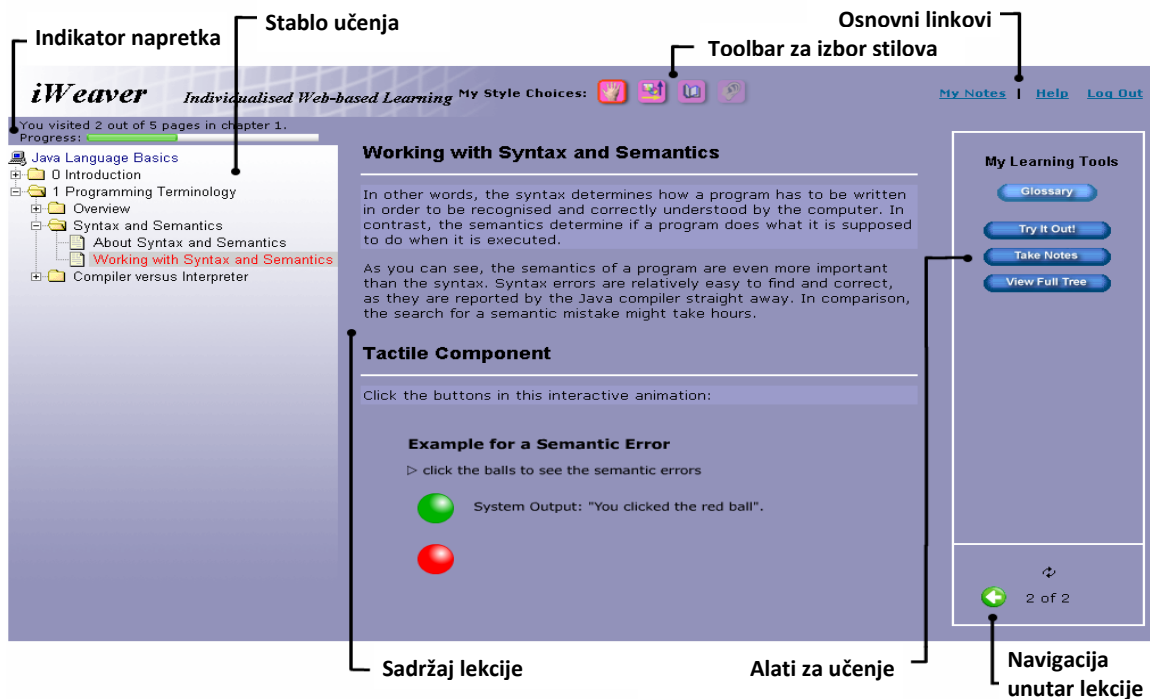 Indikator napretka
Stablo učenja
Osnovni linkovi
Toolbar za izbor stilova
iWeaver Individualised Web-based Learning My Style Choices:
My Notes | Help Log Out
You visited 2 out of 5 pages in chapter 1.
Progress:
Java Language Basics
0 Introduction
1 Programming Terminology
Overview
Syntax and Semantics
About Syntax and Semantics
Working with Syntax and Semantics
Compiler versus Interpreter
Working with Syntax and Semantics
In other words, the syntax determines how a program has to be written
in order to be recognised and correctly understood by the computer. In
contrast, the semantics determine if a program does what it is supposed
to do when it is executed.
As you can see, the semantics of a program are even more important
than the syntax. Syntax errors are relatively easy to find and correct,
as they are reported by the Java compiler straight away. In comparison,
the search for a semantic mistake might take hours.
Tactile Component
Click the buttons in this interactive animation:
Example for a Semantic Error
click the balls to see the semantic errors
System Output: "You clicked the red ball".
My Learning Tools
Glossary
Try It Out!
Take Notes
View Full Tree
2 of 2
Sadržaj lekcije
Alati za učenje
Navigacija
unutar lekcije